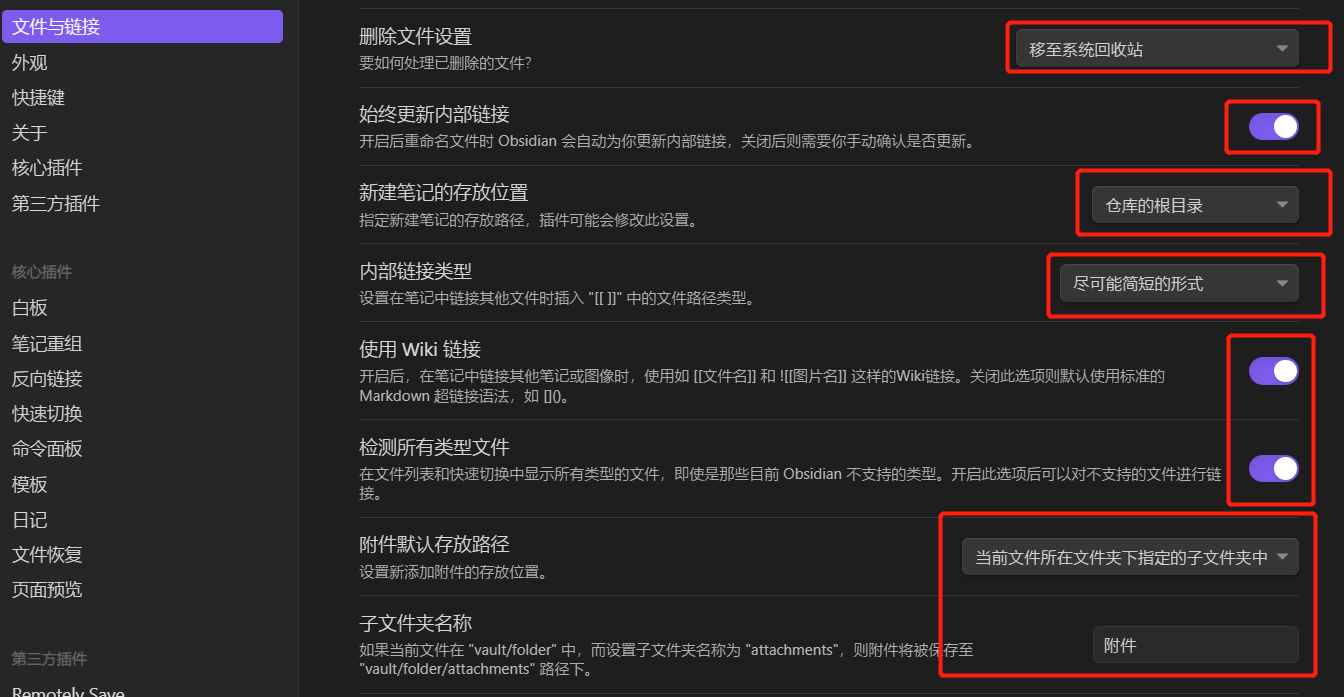 文件与链接
外观
快捷键
关于
核心插件
第三方插件
核心插件
白板
笔记重组
反向链接
快速切换
命令面板
模板
日记
文件恢复
页面预览
第三方插件
Remotely Save
删除文件设置
要如何处理已删除的文件？
移至系统回收站
始终更新内部链接
开启后重命名文件时 Obsidian 会自动为你更新内部链接，关闭后则需要你手动确认是否更新。
新建笔记的存放位置
指定新建笔记的存放路径，插件可能会修改此设置。
仓库的根目录
内部链接类型
设置在笔记中链接其他文件时插入 "[[ ]]" 中的文件路径类型。
尽可能简短的形式
使用 Wiki 链接
开启后，在笔记中链接其他笔记或图像时，使用如 [[文件名]] 和 ![[图片名]] 这样的Wiki链接。关闭此选项则默认使用标准的
Markdown 超链接语法，如 []()。
检测所有类型文件
在文件列表和快速切换中显示所有类型的文件，即使是那些目前 Obsidian 不支持的类型。开启此选项后可以对不支持的文件进行链
接。
附件默认存放路径
设置新添加附件的存放位置。
当前文件所在文件夹下指定的子文件夹中
子文件夹名称
如果当前文件在 "vault/folder" 中，而设置子文件夹名称为 "attachments"，则附件将被保存至
"vault/folder/attachments" 路径下。
附件